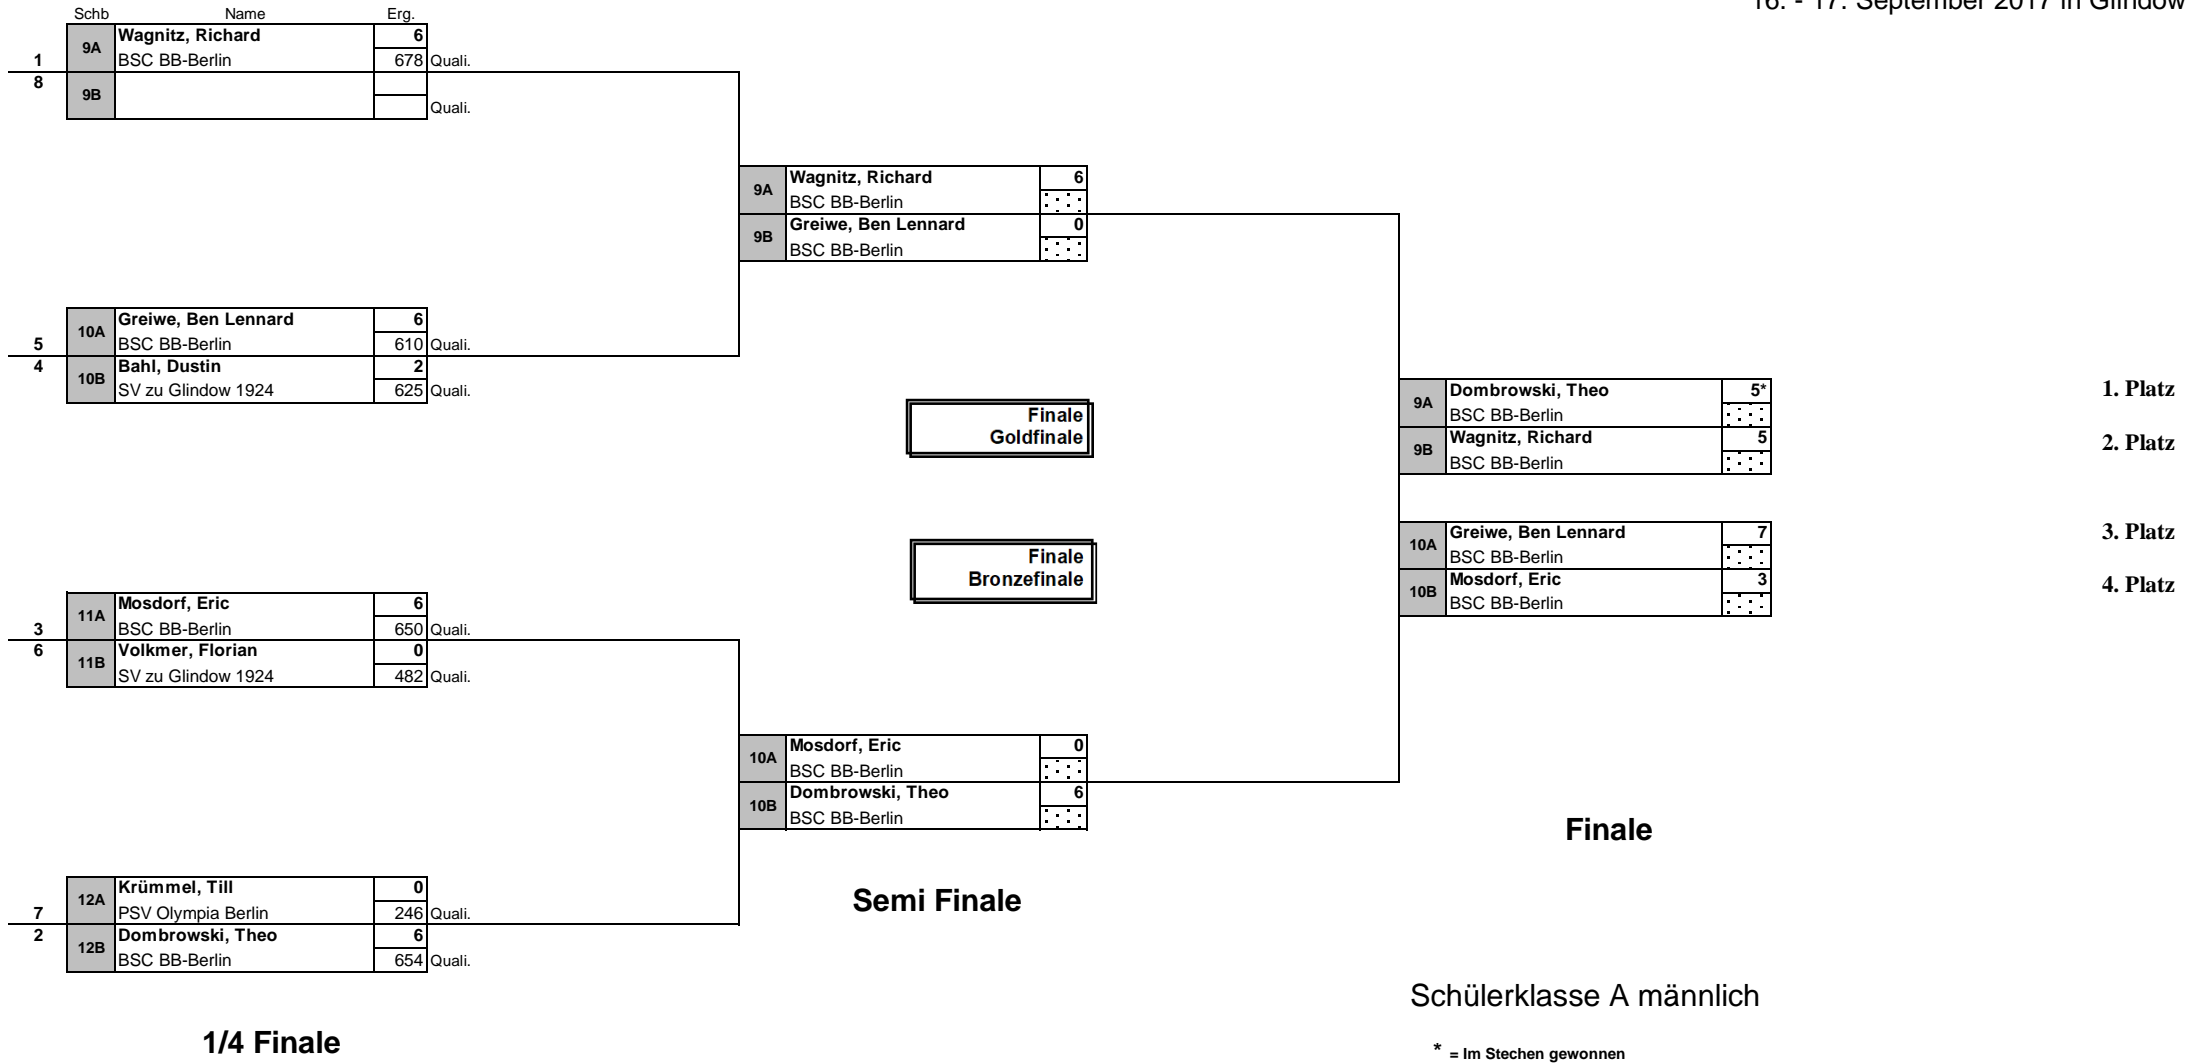 16. - 17. September 2017 in Glindow
Schb Name Erg.
9A Wagnitz, Richard 6
1 BSC BB-Berlin 678 Quali.
8 9B
Quali.
9A Wagnitz, Richard 6
BSC BB-Berlin
9B Greiwe, Ben Lennard 0
BSC BB-Berlin
10A Greiwe, Ben Lennard 6
5 BSC BB-Berlin 610 Quali.
4 10B Bahl, Dustin 2
SV zu Glindow 1924 625 Quali.
Finale
Goldfinale
9A Dombrowski, Theo 5* 1. Platz
BSC BB-Berlin
9B Wagnitz, Richard 5 2. Platz
BSC BB-Berlin
Finale
Bronzefinale
10A Greiwe, Ben Lennard 7 3. Platz
BSC BB-Berlin
10B Mosdorf, Eric 3 4. Platz
BSC BB-Berlin
11A Mosdorf, Eric 6
3 BSC BB-Berlin 650 Quali.
6 11B Volkmer, Florian 0
SV zu Glindow 1924 482 Quali.
10A Mosdorf, Eric 0
BSC BB-Berlin
10B Dombrowski, Theo 6
BSC BB-Berlin
Finale
12A Krümmel, Till 0
7 PSV Olympia Berlin 246 Quali.
2 12B Dombrowski, Theo 6
BSC BB-Berlin 654 Quali.
Semi Finale
Schülerklasse A männlich
1/4 Finale
* = Im Stechen gewonnen